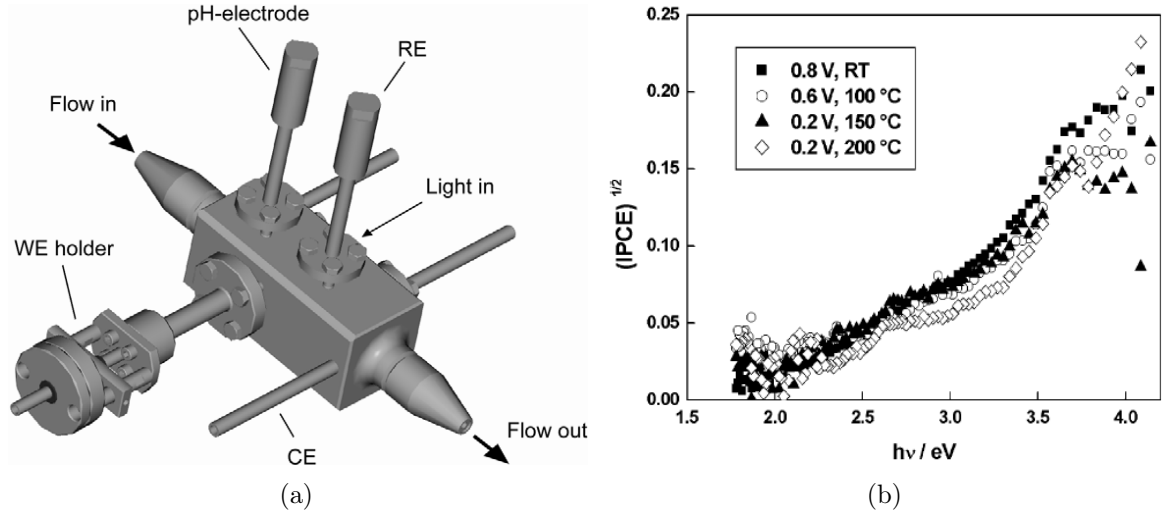 pH-electrode
RE
Flow in
Light in
WE holder
CE
Flow out
(a)
0.25
0.20
0.15
0.10
0.05
0.00
(IPCE) 1/2
0.8 V, RT
0.6 V, 100 °C
0.2 V, 150 °C
0.2 V, 200 °C
1.5 2.0 2.5 3.0 3.5 4.0
hν / eV
(b)